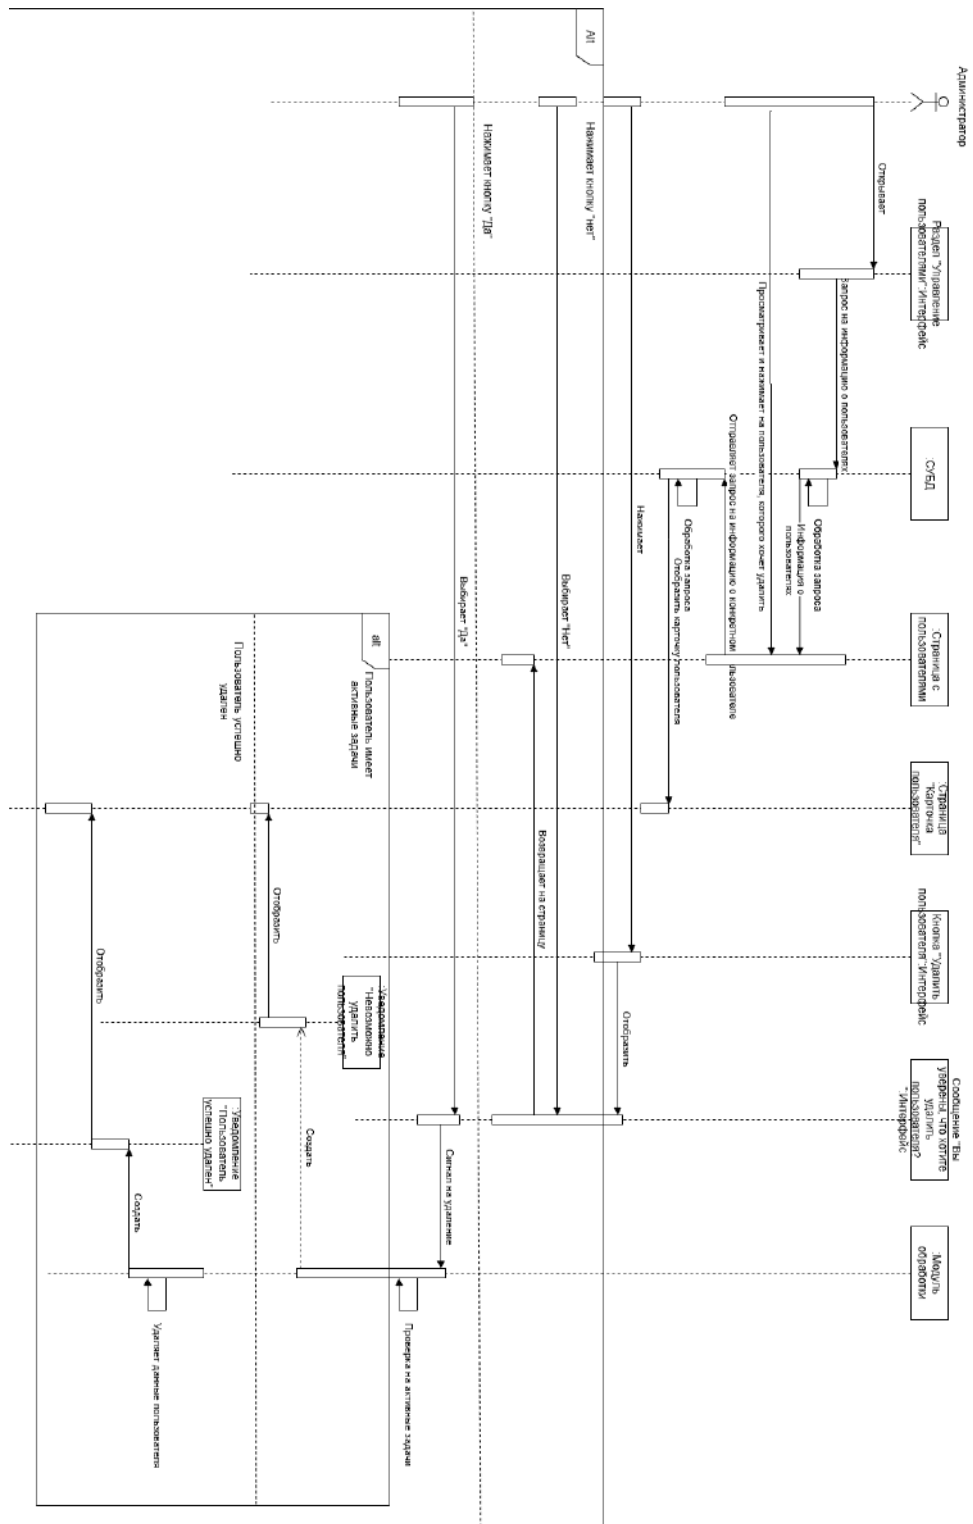 Администратор
Раздел "Управление
пользователями":Интерфейс
:СУБД
:Страница с
пользователями
:Страница
"Карточка
пользователя"
Кнопка "Удалить
пользователя":Интерфейс
Сообщение "Вы
уверены, что хотите
удалить
пользователя?
":Интерфейс
:Модуль
обработки
Открывает
Запрос на информацию о пользователях
Обработка запроса
Информация о
пользователях
Просматривает и нажимает на пользователя, которого хочет удалить
Отправляет запрос на информацию о конкретном
Обработка запроса
Отобразить карточку пользователя
Нажимает
Отобразить
Alt
Нажимает кнопку "нет"
Выбирает "Нет"
Возвращает на страницу
Нажимает кнопку "Да"
Выбирает "Да"
Сигнал на удаление
Проверка на активные задачи
alt
Пользователь имеет
активные задачи
:Уведомление
"Невозможно
удалить
пользователя"
Создать
Отобразить
Пользователь успешно
удален
:Уведомление
"Пользователь
успешно удален"
Удаляет данные пользователя
Создать
Отобразить